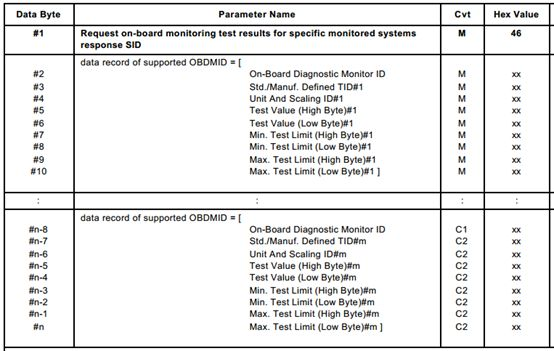 Data Byte Parameter Name Cvt Hex Value
#1 Request on-board monitoring test results for specific monitored systems M 46
response SID
data record of supported OBDMID = [
#2 On-Board Diagnostic Monitor ID M xx
#3 Std./Manuf. Defined TID#1 M xx
#4 Unit And Scaling ID#1 M xx
#5 Test Value (High Byte)#1 M xx
#6 Test Value (Low Byte)#1 M xx
#7 Min. Test Limit (High Byte)#1 M xx
#8 Min. Test Limit (Low Byte)#1 M xx
#9 Max. Test Limit (High Byte)#1 M xx
#10 Max. Test Limit (Low Byte)#1 ] M xx
: : : :
data record of supported OBDMID = [
#n-8 On-Board Diagnostic Monitor ID C1 xx
#n-7 Std./Manuf. Defined TID#m C2 xx
#n-6 Unit And Scaling ID#m C2 xx
#n-5 Test Value (High Byte)#m C2 xx
#n-4 Test Value (Low Byte)#m C2 xx
#n-3 Min. Test Limit (High Byte)#m C2 xx
#n-2 Min. Test Limit (Low Byte)#m C2 xx
#n-1 Max. Test Limit (High Byte)#m C2 xx
#n Max. Test Limit (Low Byte)#m ] C2 xx